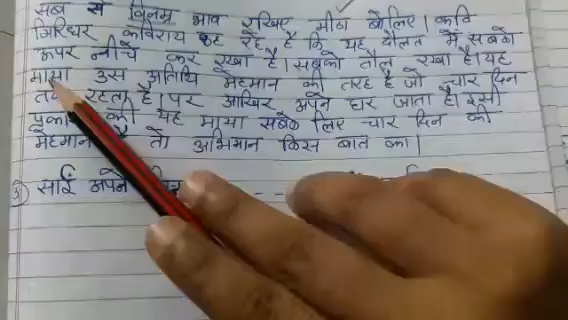 सब से विनम्र भाव रखिए मीठा बोलिए। कवि
गिरिधर कविराय कह रहे हैं कि यह दौलत में सबको
ऊपर नीचे कर रखा है। सबको तौल रखा है। यह
माया उस अतिथि मेहमान की तरह है जो चार दिन
तक रहता है। पर आखिर अपने घर जाता है। इसी
प्रकार की यह माया सबके लिए चार दिन की
मेहमान है तो अभिमान किस बात का।
3) साईं अपने